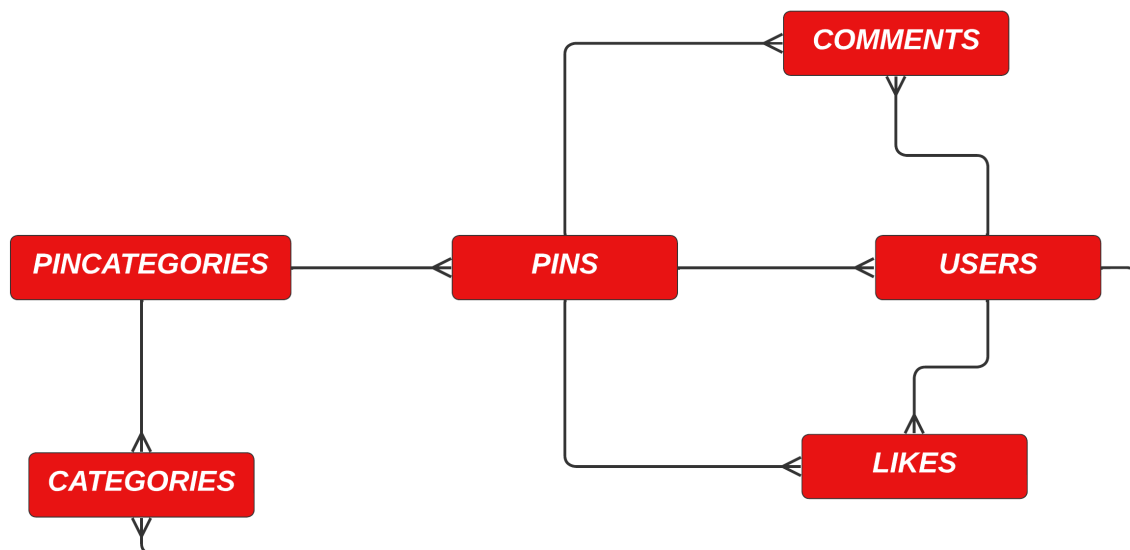 COMMENTS
PINCATEGORIES
PINS
USERS
LIKES
CATEGORIES